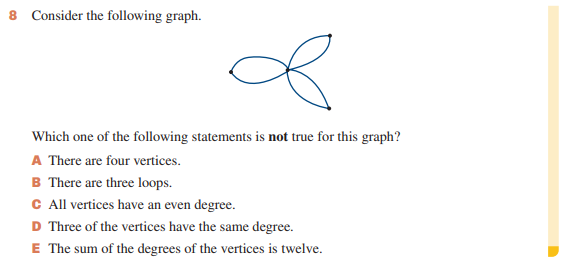 8 Consider the following graph.
Which one of the following statements is not true for this graph?
A There are four vertices.
B There are three loops.
C All vertices have an even degree.
D Three of the vertices have the same degree.
E The sum of the degrees of the vertices is twelve.